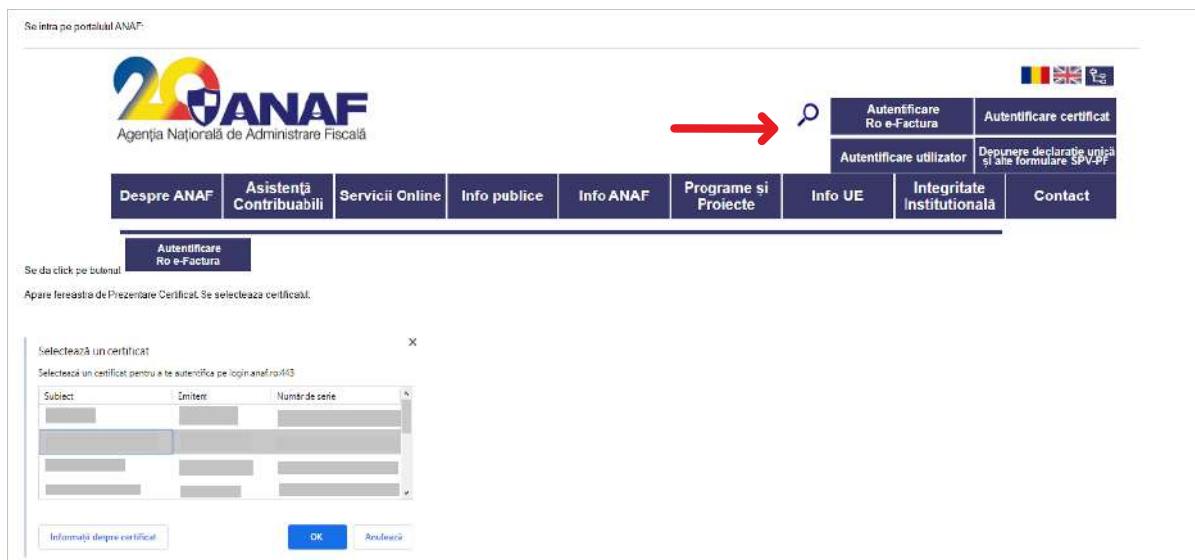 Se intra pe portalulul ANAF:
20 ANAF
Agenția Națională de Administrare Fiscală
Autentificare
Ro e-Factura
Autentificare certificat
Autentificare utilizator
Depunere declarație unică
și alte formulare SPV-PF
Despre ANAF
Asistență
Contribuabili
Servicii Online
Info publice
Info ANAF
Programe și
Proiecte
Info UE
Integritate
Institutională
Contact
Se da click pe butonul
Autentificare
Ro e-Factura
Apare fereastra de Prezentare Certificat. Se selecteaza certificatul:
Selectează un certificat
Selectează un certificat pentru a te autentifica pe login.anaf.ro:443
Subiect Emitent Număr de serie
Informații despre certificat OK Anulează